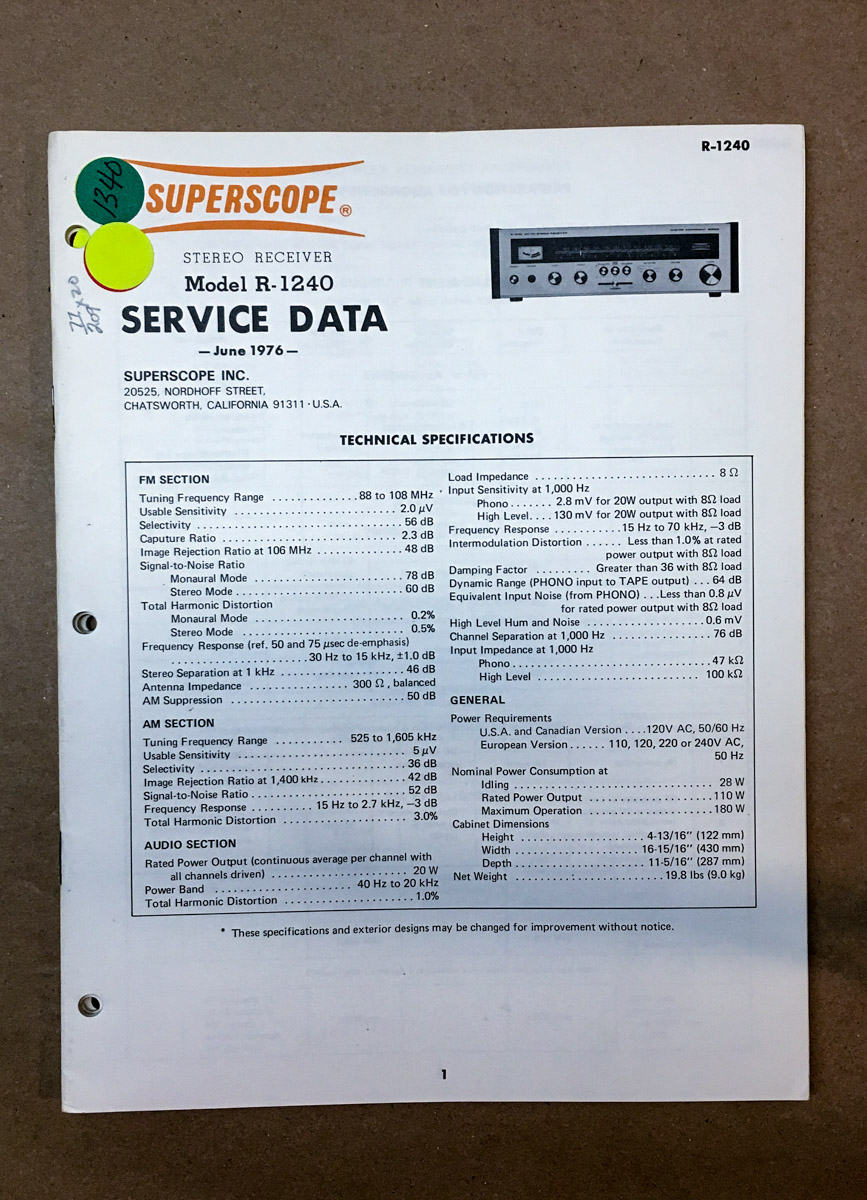 R-1240
1340
SUPERSCOPE®
STEREO RECEIVER
Model R-1240
SERVICE DATA
— June 1976 —
SUPERSCOPE INC.
20525, NORDHOFF STREET,
CHATSWORTH, CALIFORNIA 91311 · U.S.A.
77x20
209
TECHNICAL SPECIFICATIONS
FM SECTION
Tuning Frequency Range ............ 88 to 108 MHz
Usable Sensitivity ............ 2.0 μV
Selectivity ............ 56 dB
Caputure Ratio ............ 2.3 dB
Image Rejection Ratio at 106 MHz ............ 48 dB
Signal-to-Noise Ratio
Monaural Mode ............ 78 dB
Stereo Mode ............ 60 dB
Total Harmonic Distortion
Monaural Mode ............ 0.2%
Stereo Mode ............ 0.5%
Frequency Response (ref. 50 and 75 μsec de-emphasis)
............ 30 Hz to 15 kHz, ±1.0 dB
Stereo Separation at 1 kHz ............ 46 dB
Antenna Impedance ............ 300 Ω, balanced
AM Suppression ............ 50 dB
AM SECTION
Tuning Frequency Range ............ 525 to 1,605 kHz
Usable Sensitivity ............ 5 μV
Selectivity ............ 36 dB
Image Rejection Ratio at 1,400 kHz ............ 42 dB
Signal-to-Noise Ratio ............ 52 dB
Frequency Response ............ 15 Hz to 2.7 kHz, −3 dB
Total Harmonic Distortion ............ 3.0%
AUDIO SECTION
Rated Power Output (continuous average per channel with
all channels driven) ............ 20 W
Power Band ............ 40 Hz to 20 kHz
Total Harmonic Distortion ............ 1.0%
Load Impedance ............ 8 Ω
Input Sensitivity at 1,000 Hz
Phono ....... 2.8 mV for 20W output with 8Ω load
High Level .... 130 mV for 20W output with 8Ω load
Frequency Response ............ 15 Hz to 70 kHz, −3 dB
Intermodulation Distortion ...... Less than 1.0% at rated
power output with 8Ω load
Damping Factor ......... Greater than 36 with 8Ω load
Dynamic Range (PHONO input to TAPE output) ... 64 dB
Equivalent Input Noise (from PHONO) ... Less than 0.8 μV
for rated power output with 8Ω load
High Level Hum and Noise ............ 0.6 mV
Channel Separation at 1,000 Hz ............ 76 dB
Input Impedance at 1,000 Hz
Phono ............ 47 kΩ
High Level ............ 100 kΩ
GENERAL
Power Requirements
U.S.A. and Canadian Version .... 120V AC, 50/60 Hz
European Version ...... 110, 120, 220 or 240V AC,
50 Hz
Nominal Power Consumption at
Idling ............ 28 W
Rated Power Output ............ 110 W
Maximum Operation ............ 180 W
Cabinet Dimensions
Height ............ 4-13/16" (122 mm)
Width ............ 16-15/16" (430 mm)
Depth ............ 11-5/16" (287 mm)
Net Weight ............ 19.8 lbs (9.0 kg)
* These specifications and exterior designs may be changed for improvement without notice.
1